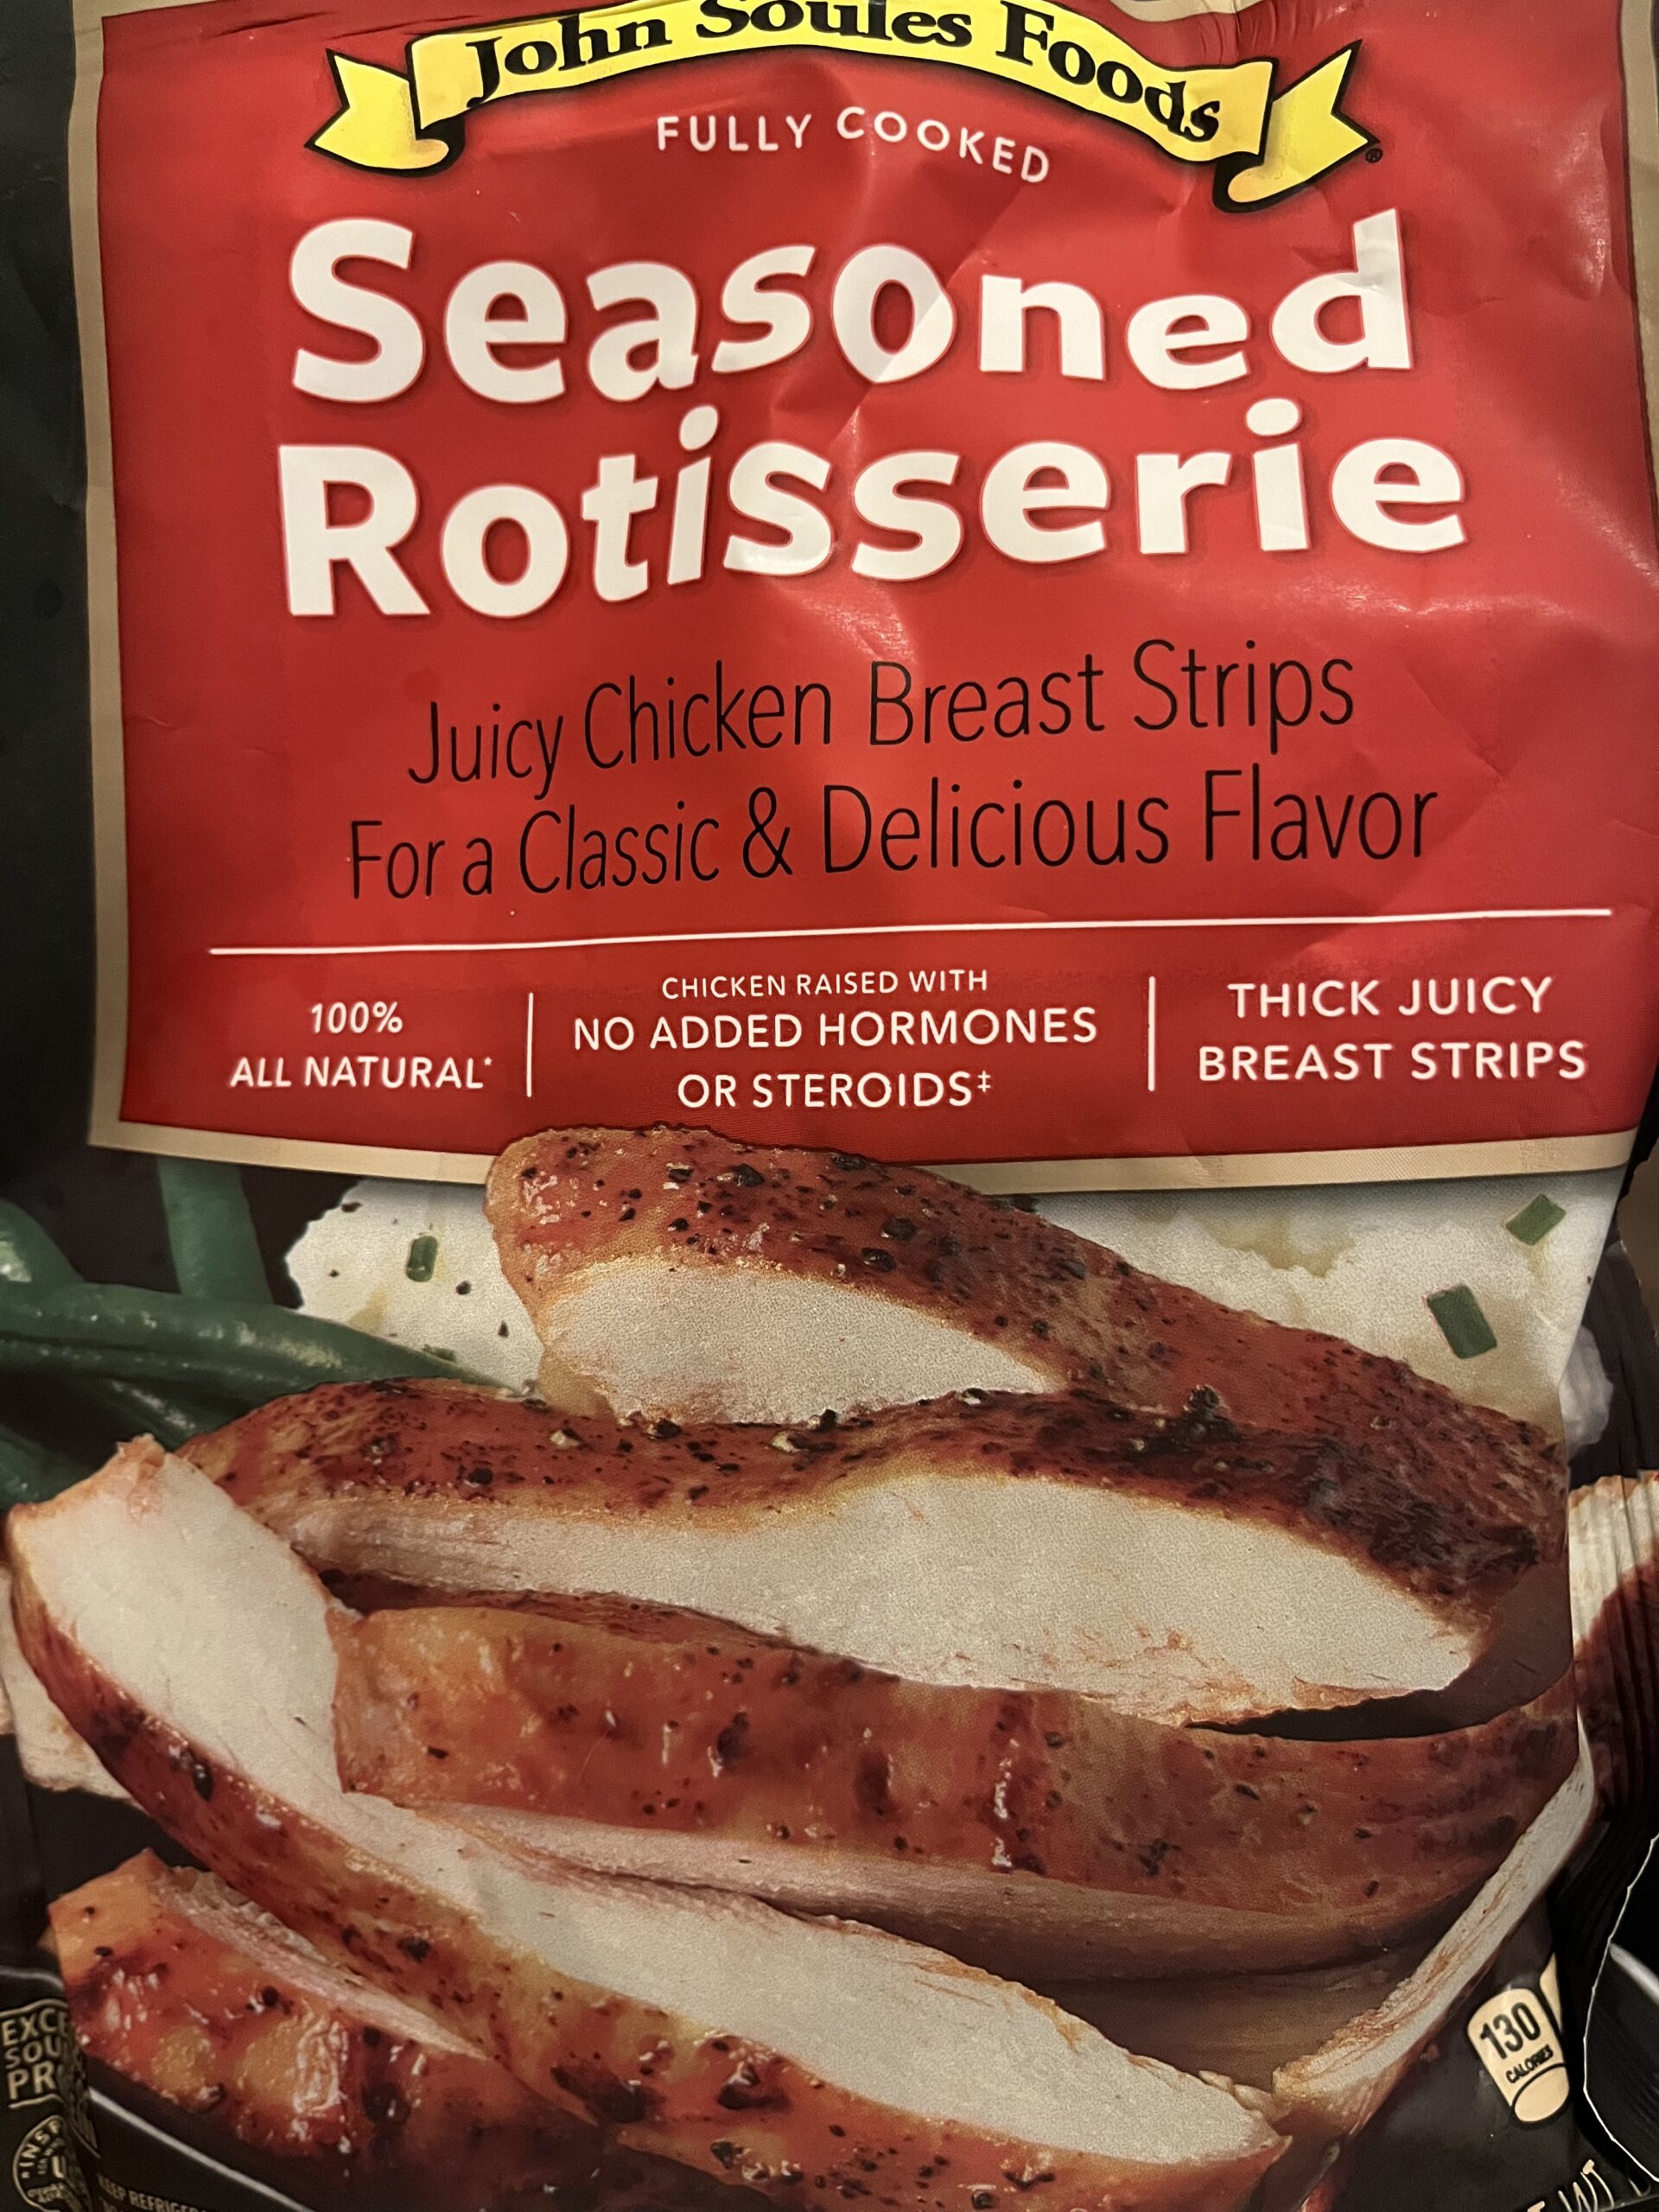 John Soules Foods
®
FULLY COOKED
Seasoned
Rotisserie
Juicy Chicken Breast Strips
For a Classic & Delicious Flavor
100%
ALL NATURAL*
CHICKEN RAISED WITH
NO ADDED HORMONES
OR STEROIDS‡
THICK JUICY
BREAST STRIPS
130
CALORIES